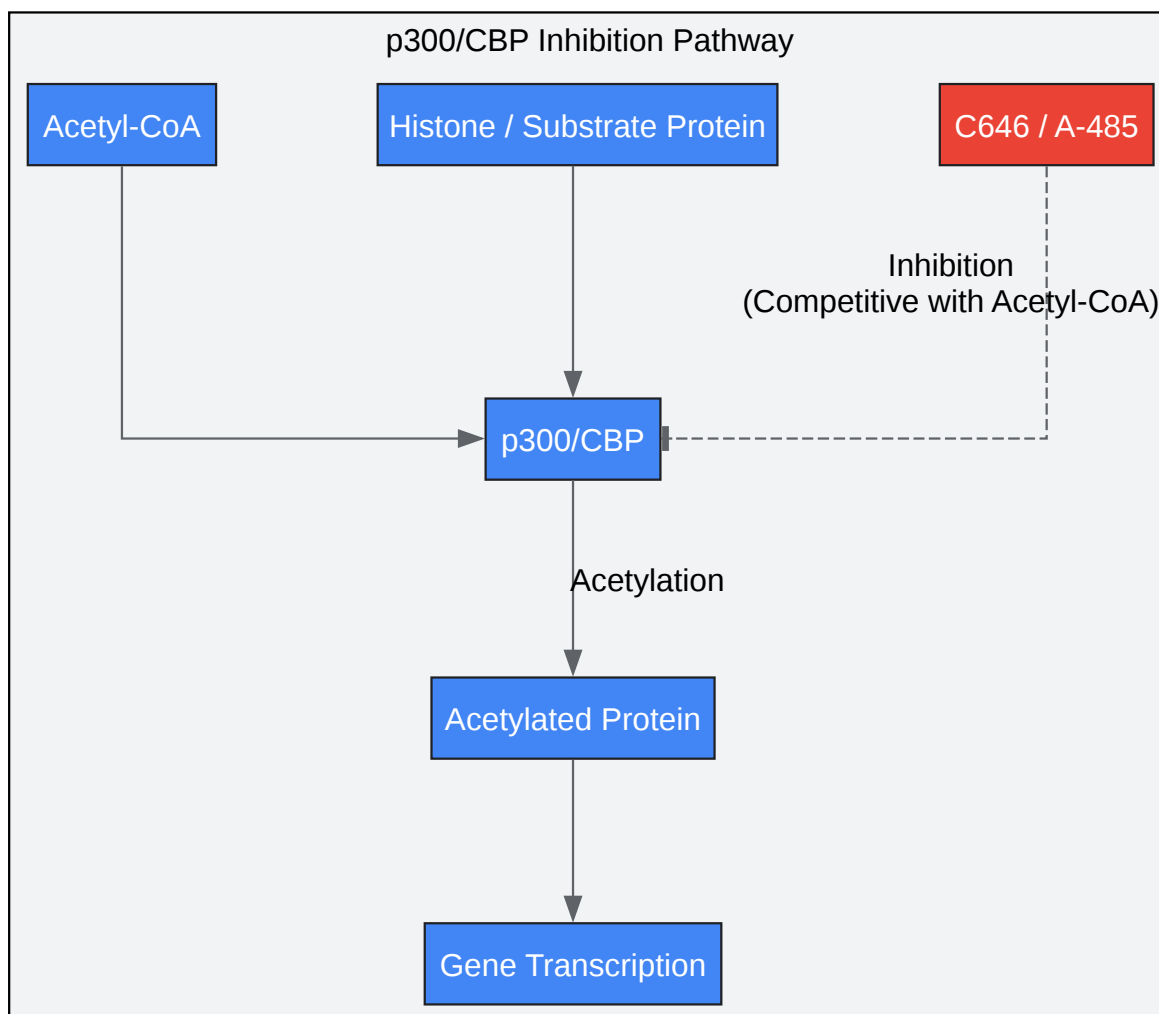 p300/CBP Inhibition Pathway
Acetyl-CoA
Histone / Substrate Protein
C646 / A-485
Inhibition
(Competitive with Acetyl-CoA)
p300/CBP
Acetylation
Acetylated Protein
Gene Transcription